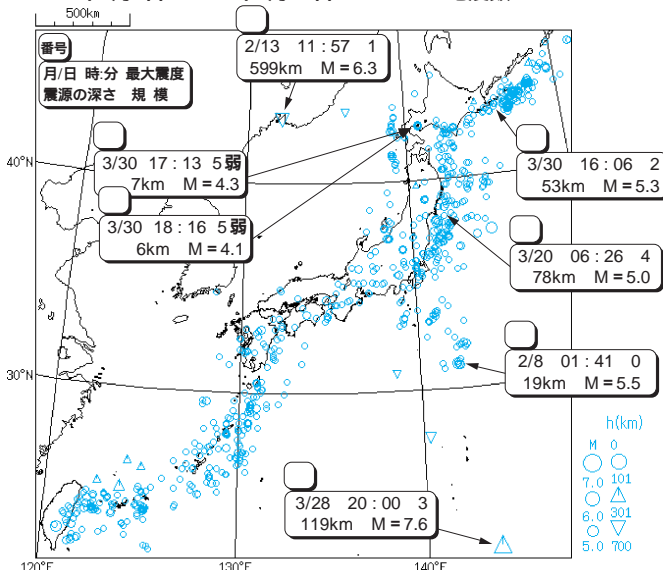 500km
番号
月/日 時:分 最大震度
震源の深さ 規 模
2/13 11:57 1
599km M=6.3
40°N
3/30 17:13 5弱
7km M=4.3
3/30 16:06 2
53km M=5.3
3/30 18:16 5弱
6km M=4.1
3/20 06:26 4
78km M=5.0
30°N
2/8 01:41 0
19km M=5.5
h(km)
M 0
7.0 101
6.0 301
5.0 700
3/28 20:00 3
119km M=7.6
120°E 130°E 140°E